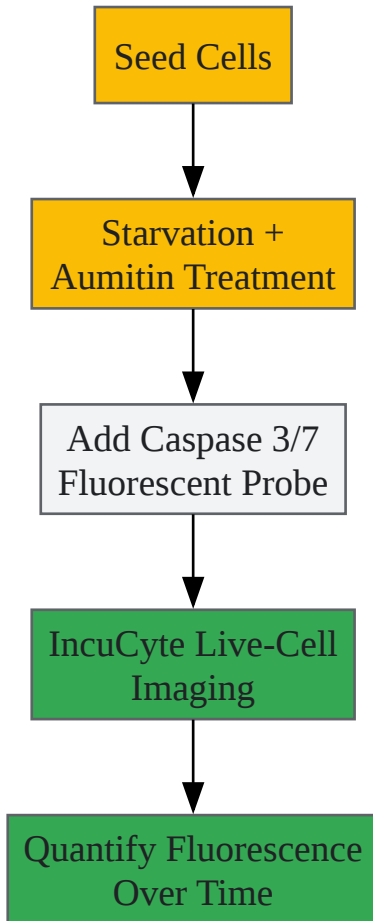 Seed Cells
Starvation +
Aumitin Treatment
Add Caspase 3/7
Fluorescent Probe
IncuCyte Live-Cell
Imaging
Quantify Fluorescence
Over Time